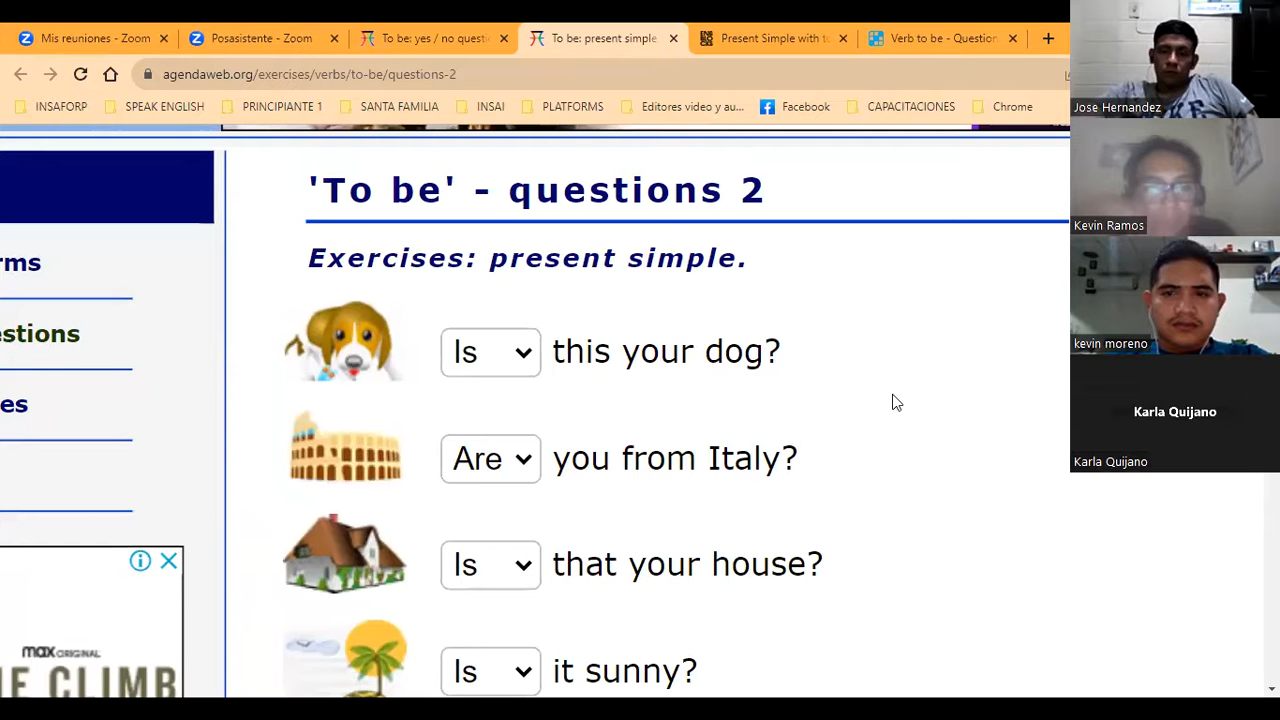 Mis reuniones - Zoom
Posasistente - Zoom
To be: yes / no quest
To be: present simple
Present Simple with to
Verb to be - Question
agendaweb.org/exercises/verbs/to-be/questions-2
INSAFORP
SPEAK ENGLISH
PRINCIPIANTE 1
SANTA FAMILIA
INSAI
PLATFORMS
Editores video y au...
Facebook
CAPACITACIONES
Chrome
Jose Hernandez
Kevin Ramos
kevin moreno
Karla Quijano
Karla Quijano
rms
estions
es
'To be' - questions 2
Exercises: present simple.
Is this your dog?
Are you from Italy?
Is that your house?
Is it sunny?
max ORIGINAL
E CLIMB